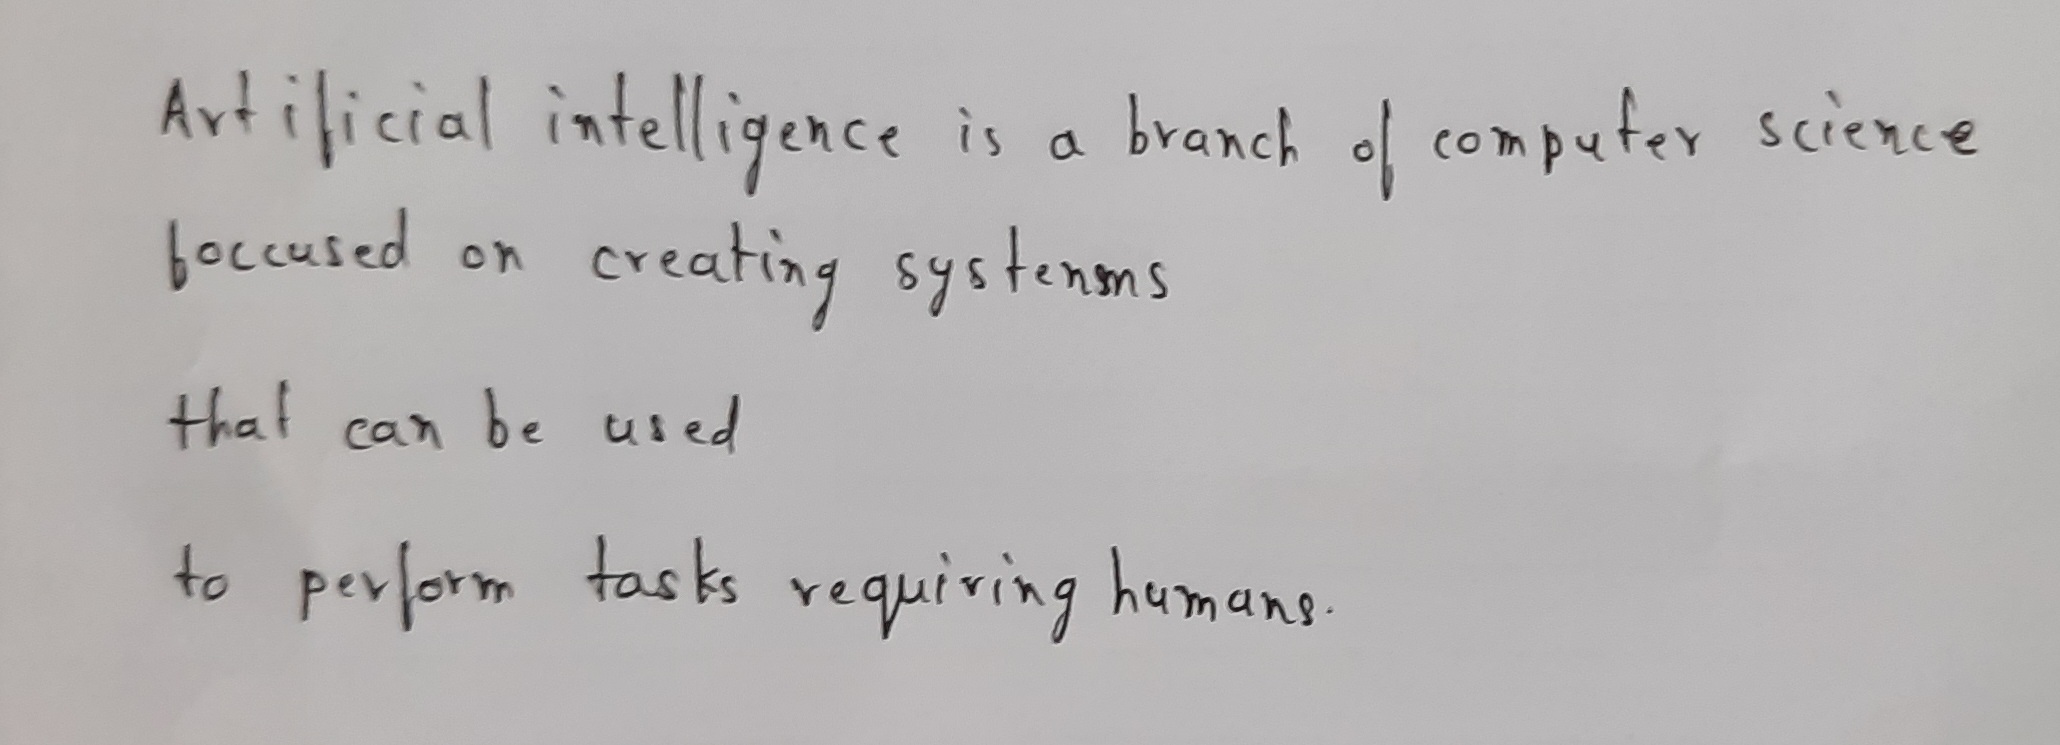 Artificial intelligence is a branch of computer science
foccused on creating systenms
that can be used
to perform tasks requiring humans.